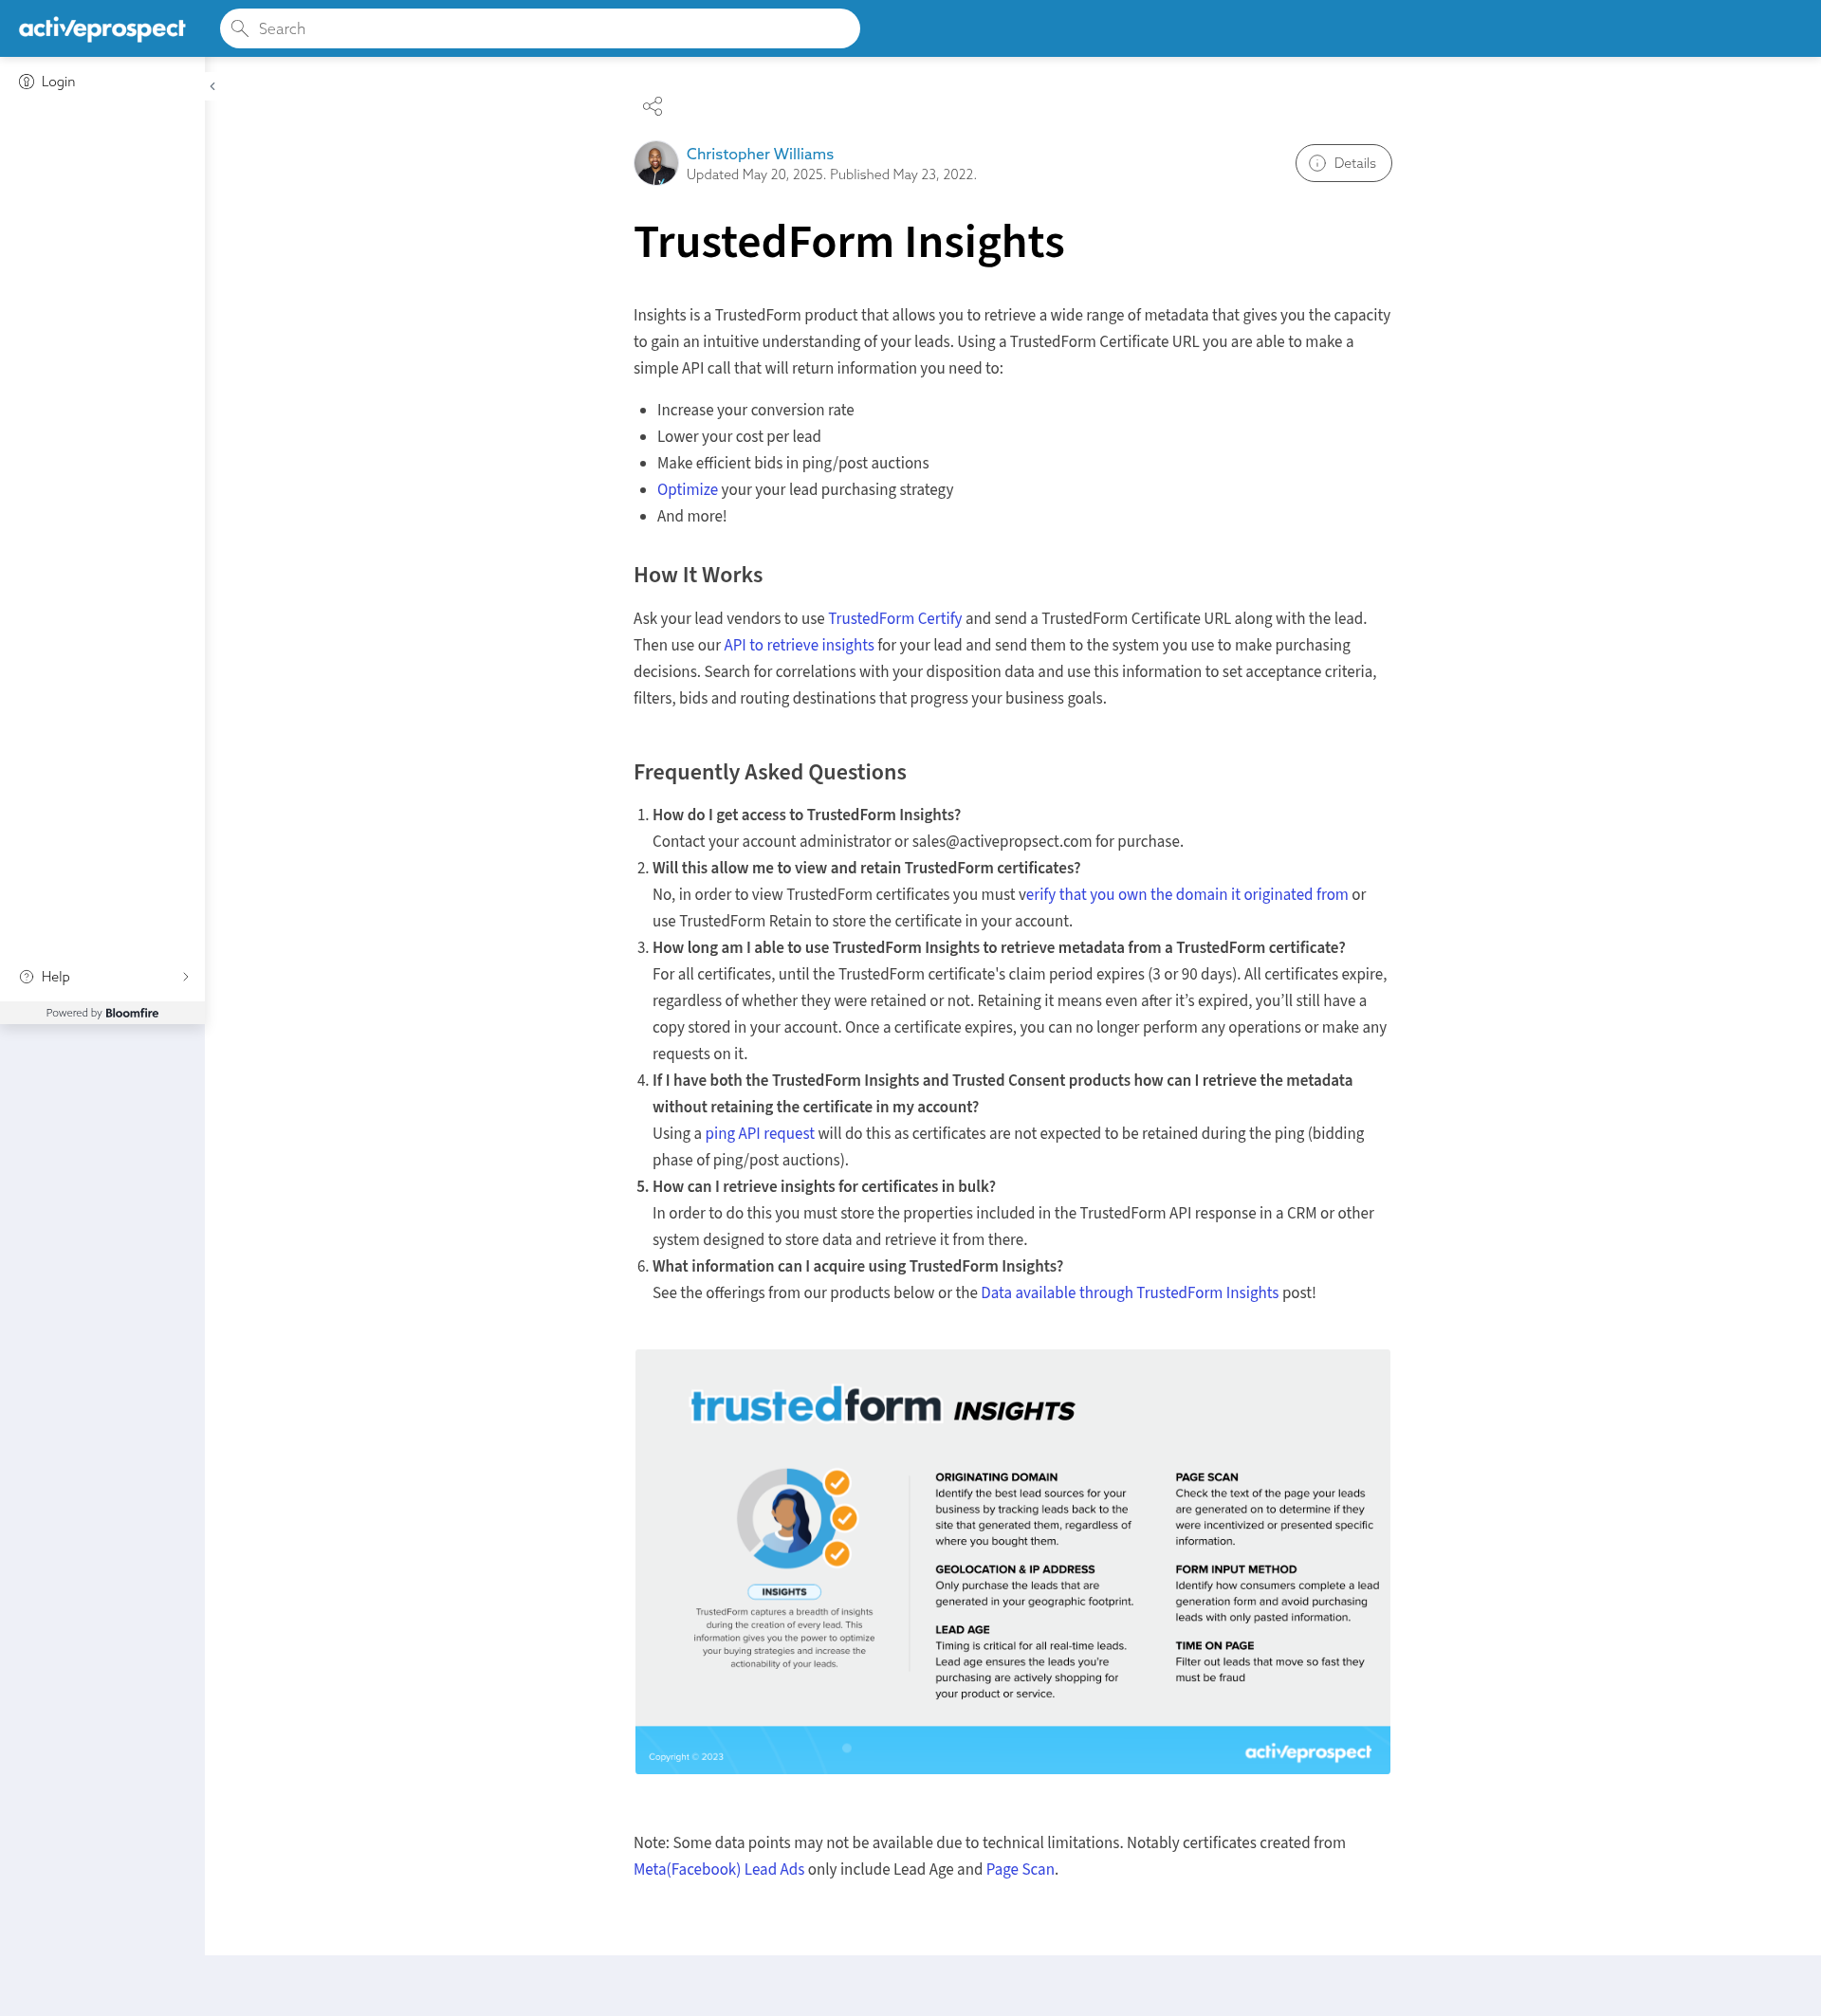 activeprospect
Search
Login
Christopher Williams
Updated May 20, 2025. Published May 23, 2022.
Details
TrustedForm Insights
Insights is a TrustedForm product that allows you to retrieve a wide range of metadata that gives you the capacity
to gain an intuitive understanding of your leads. Using a TrustedForm Certificate URL you are able to make a
simple API call that will return information you need to:
• Increase your conversion rate
• Lower your cost per lead
• Make efficient bids in ping/post auctions
• Optimize your your lead purchasing strategy
• And more!
How It Works
Ask your lead vendors to use TrustedForm Certify and send a TrustedForm Certificate URL along with the lead.
Then use our API to retrieve insights for your lead and send them to the system you use to make purchasing
decisions. Search for correlations with your disposition data and use this information to set acceptance criteria,
filters, bids and routing destinations that progress your business goals.
Frequently Asked Questions
1. How do I get access to TrustedForm Insights?
Contact your account administrator or sales@activepropsect.com for purchase.
2. Will this allow me to view and retain TrustedForm certificates?
No, in order to view TrustedForm certificates you must verify that you own the domain it originated from or
use TrustedForm Retain to store the certificate in your account.
3. How long am I able to use TrustedForm Insights to retrieve metadata from a TrustedForm certificate?
For all certificates, until the TrustedForm certificate's claim period expires (3 or 90 days). All certificates expire,
regardless of whether they were retained or not. Retaining it means even after it’s expired, you’ll still have a
copy stored in your account. Once a certificate expires, you can no longer perform any operations or make any
requests on it.
4. If I have both the TrustedForm Insights and Trusted Consent products how can I retrieve the metadata
without retaining the certificate in my account?
Using a ping API request will do this as certificates are not expected to be retained during the ping (bidding
phase of ping/post auctions).
5. How can I retrieve insights for certificates in bulk?
In order to do this you must store the properties included in the TrustedForm API response in a CRM or other
system designed to store data and retrieve it from there.
6. What information can I acquire using TrustedForm Insights?
See the offerings from our products below or the Data available through TrustedForm Insights post!
trustedform INSIGHTS
INSIGHTS
TrustedForm captures a breadth of insights
during the creation of every lead. This
information gives you the power to optimize
your buying strategies and increase the
actionability of your leads.
ORIGINATING DOMAIN
Identify the best lead sources for your
business by tracking leads back to the
site that generated them, regardless of
where you bought them.
GEOLOCATION & IP ADDRESS
Only purchase the leads that are
generated in your geographic footprint.
LEAD AGE
Timing is critical for all real-time leads.
Lead age ensures the leads you're
purchasing are actively shopping for
your product or service.
PAGE SCAN
Check the text of the page your leads
are generated on to determine if they
were incentivized or presented specific
information.
FORM INPUT METHOD
Identify how consumers complete a lead
generation form and avoid purchasing
leads with only pasted information.
TIME ON PAGE
Filter out leads that move so fast they
must be fraud
Copyright © 2023
activeprospect
Note: Some data points may not be available due to technical limitations. Notably certificates created from
Meta(Facebook) Lead Ads only include Lead Age and Page Scan.
Help
Powered by Bloomfire